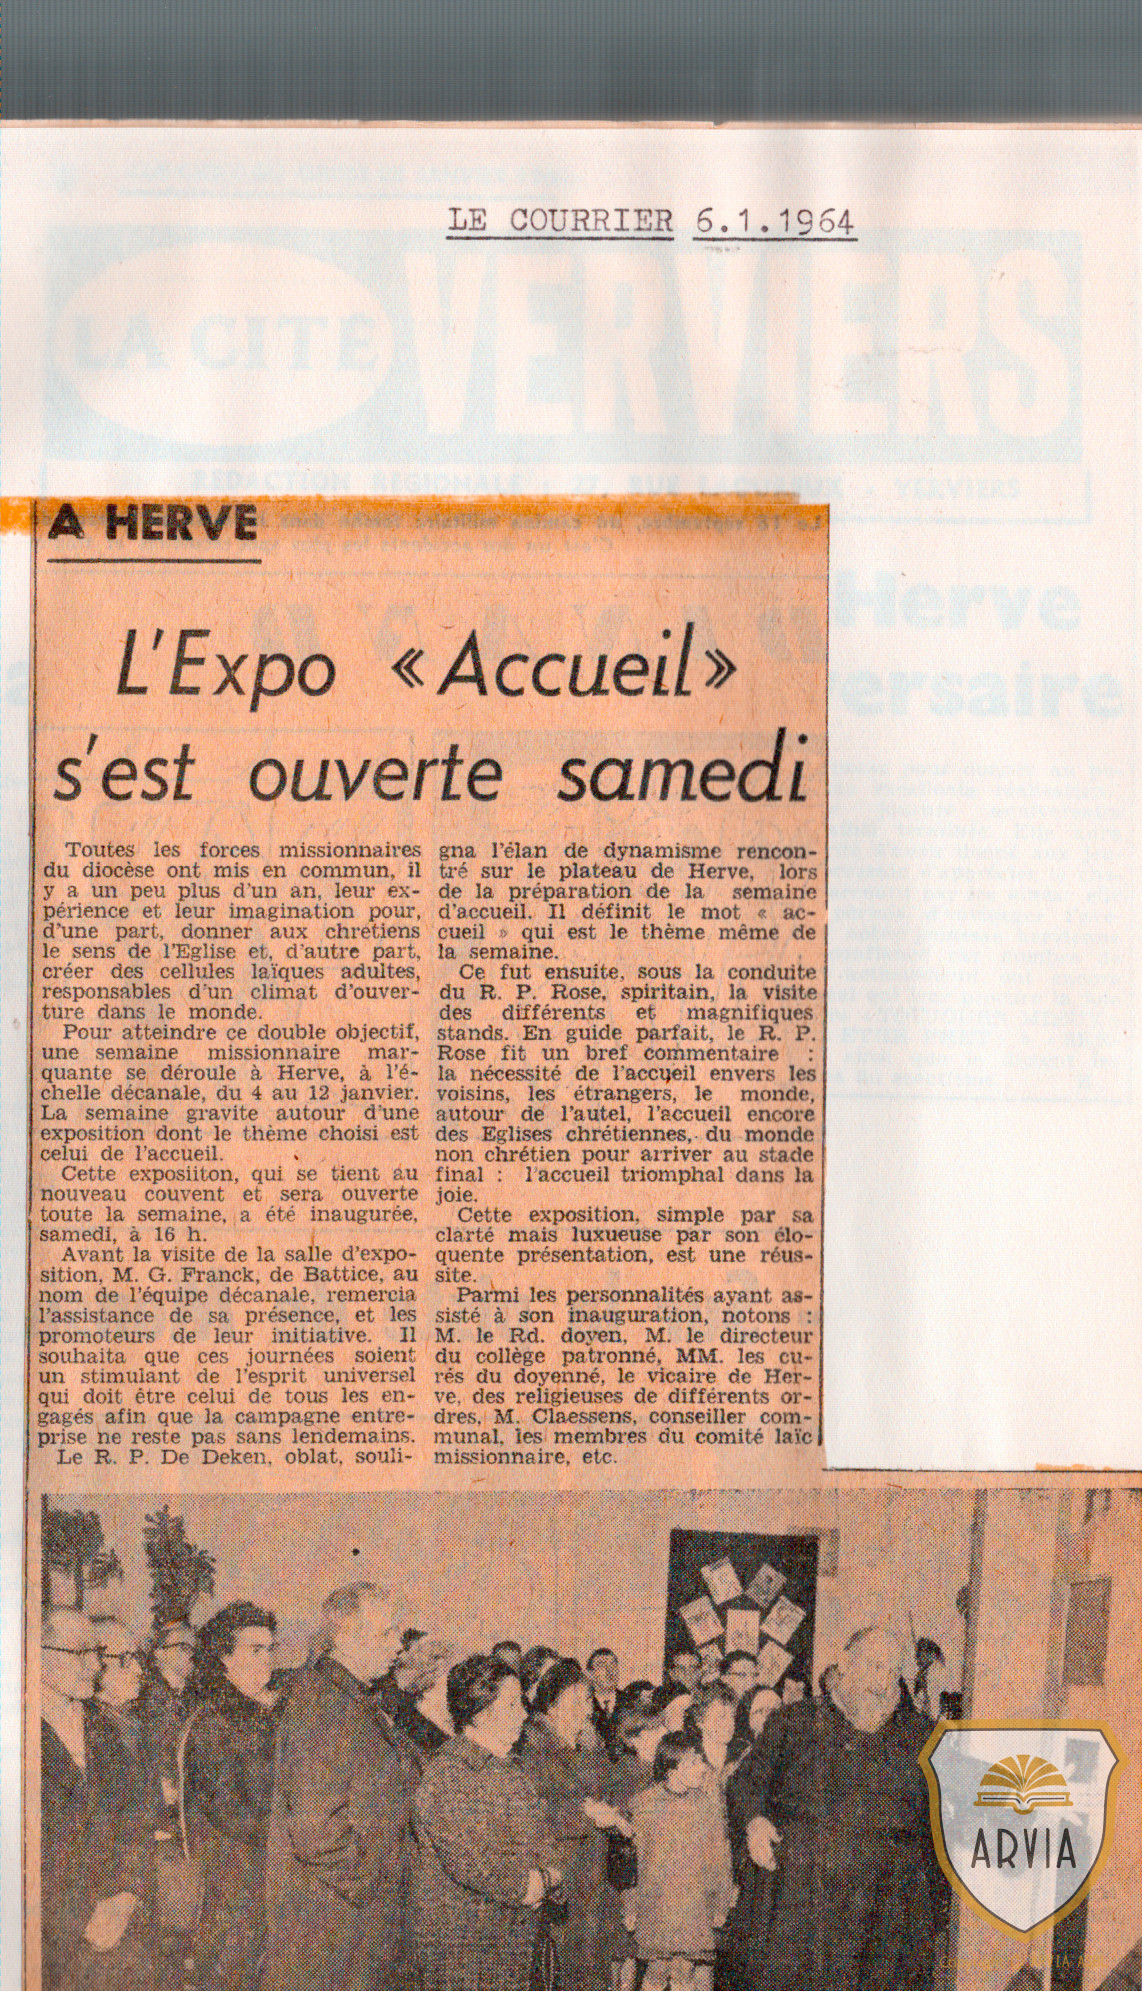 LE COURRIER 6.1.1964
LA CITE
VERVIERS
REDACTION REGIONALE
VERVIERS
A HERVE
Herve
ersaire
L'Expo « Accueil »
s'est ouverte samedi
Toutes les forces missionnaires
du diocèse ont mis en commun, il
y a un peu plus d'un an, leur ex-
périence et leur imagination pour,
d'une part, donner aux chrétiens
le sens de l'Eglise et, d'autre part,
créer des cellules laïques adultes,
responsables d'un climat d'ouver-
ture dans le monde.
Pour atteindre ce double objectif,
une semaine missionnaire mar-
quante se déroule à Herve, à l'é-
chelle décanale, du 4 au 12 janvier.
La semaine gravite autour d'une
exposition dont le thème choisi est
celui de l'accueil.
Cette exposiiton, qui se tient au
nouveau couvent et sera ouverte
toute la semaine, a été inaugurée,
samedi, à 16 h.
Avant la visite de la salle d'expo-
sition, M. G. Franck, de Battice, au
nom de l'équipe décanale, remercia
l'assistance de sa présence, et les
promoteurs de leur initiative. Il
souhaita que ces journées soient
un stimulant de l'esprit universel
qui doit être celui de tous les en-
gagés afin que la campagne entre-
prise ne reste pas sans lendemains.
Le R. P. De Deken, oblat, souli-
gna l'élan de dynamisme rencon-
tré sur le plateau de Herve, lors
de la préparation de la semaine
d'accueil. Il définit le mot « ac-
cueil » qui est le thème même de
la semaine.
Ce fut ensuite, sous la conduite
du R. P. Rose, spiritain, la visite
des différents et magnifiques
stands. En guide parfait, le R. P.
Rose fit un bref commentaire :
la nécessité de l'accueil envers les
voisins, les étrangers, le monde,
autour de l'autel, l'accueil encore
des Eglises chrétiennes, du monde
non chrétien pour arriver au stade
final : l'accueil triomphal dans la
joie.
Cette exposition, simple par sa
clarté mais luxueuse par son élo-
quente présentation, est une réus-
site.
Parmi les personnalités ayant as-
sisté à son inauguration, notons :
M. le Rd. doyen, M. le directeur
du collège patronné, MM. les cu-
rés du doyenné, le vicaire de Her-
ve, des religieuses de différents or-
dres, M. Claessens, conseiller com-
munal, les membres du comité laïc
missionnaire, etc.
ARVIA